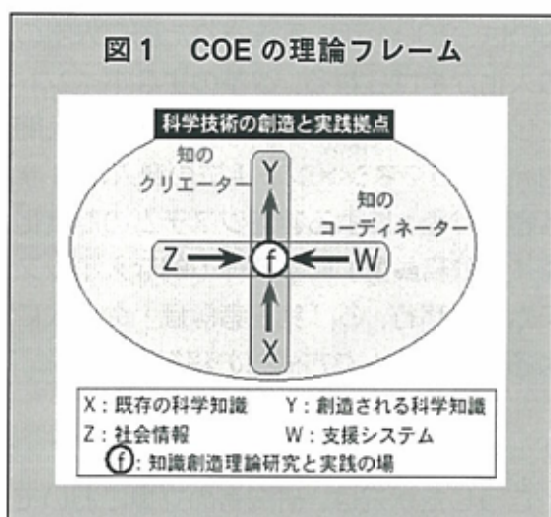 図1 COEの理論フレーム
科学技術の創造と実践拠点
知の
クリエーター
Y
知の
コーディネーター
Z
f
W
X
X：既存の科学知識 Y：創造される科学知識
Z：社会情報 W：支援システム
f：知識創造理論研究と実践の場